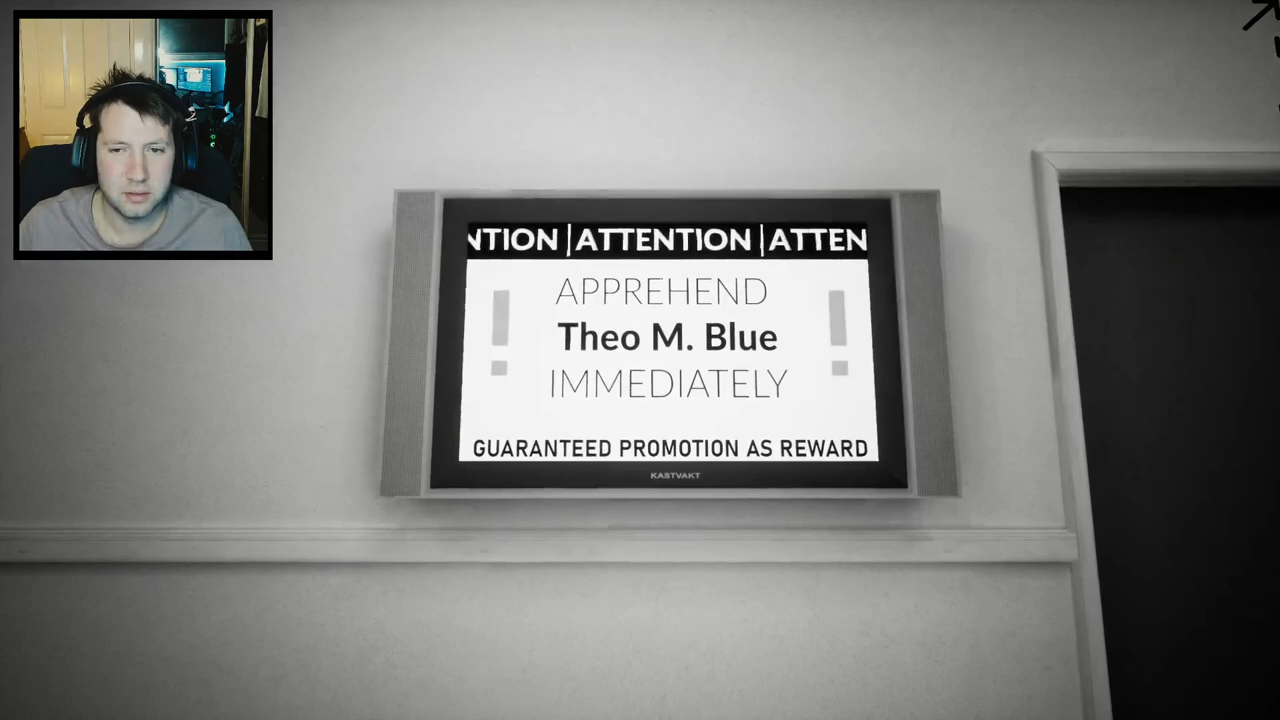 NTION | ATTENTION | ATTEN
APPREHEND
! Theo M. Blue !
IMMEDIATELY
GUARANTEED PROMOTION AS REWARD
KASTVAKT